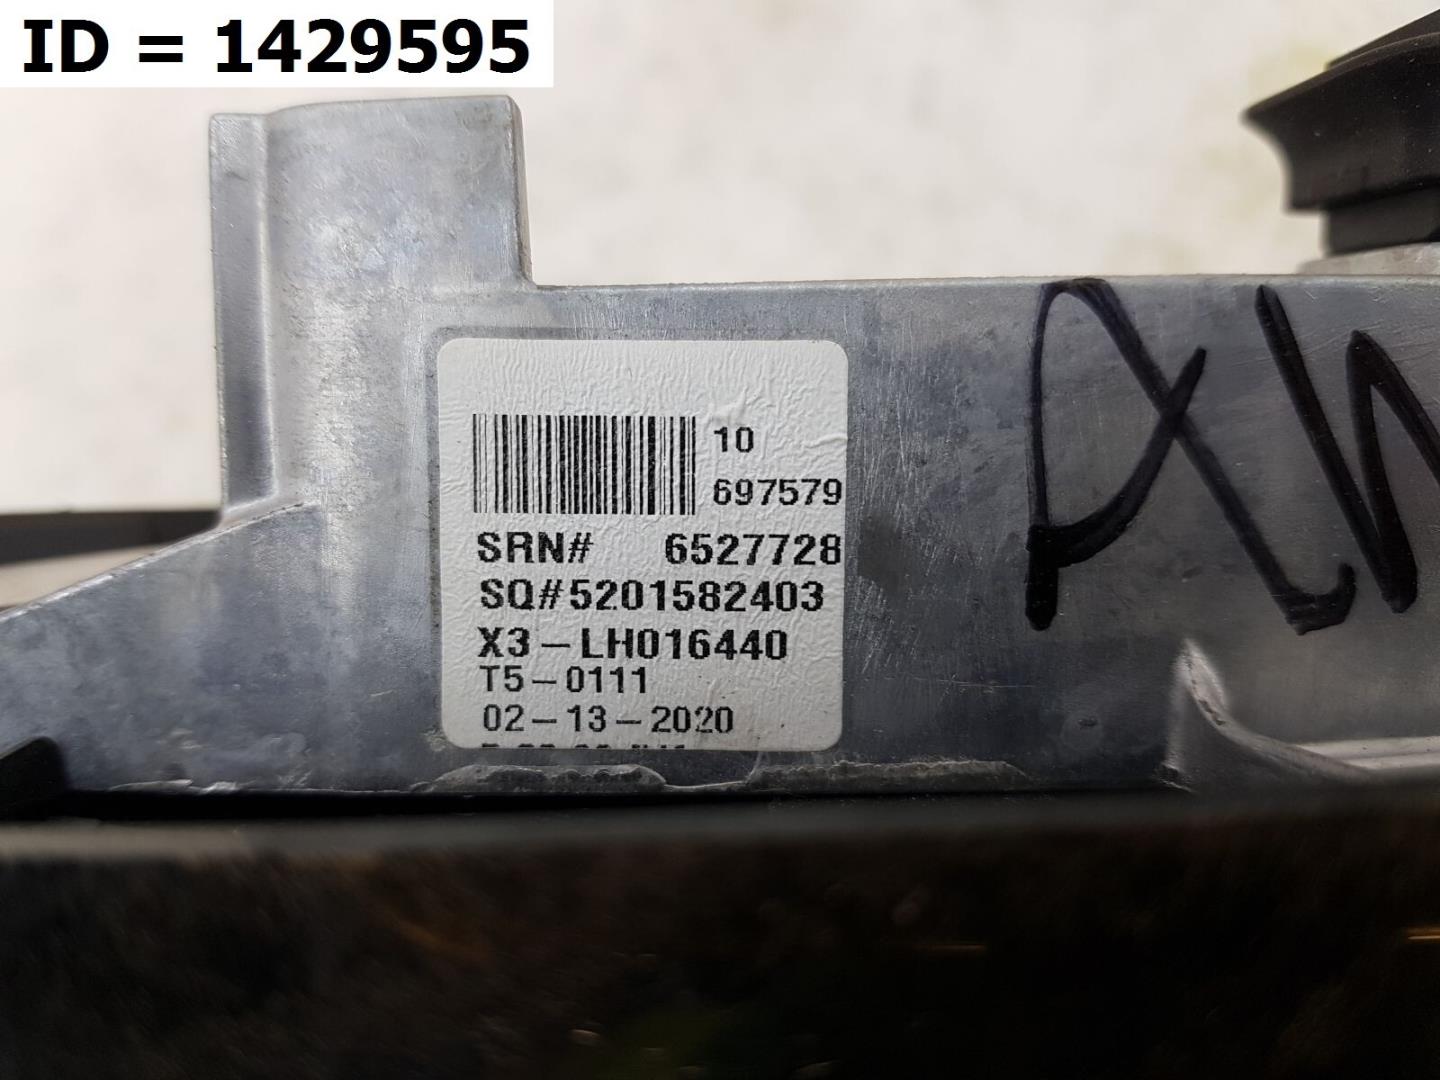 ID = 1429595
10
697579
SRN# 6527728
SQ#5201582403
X3-LH016440
T5-0111
02-13-2020